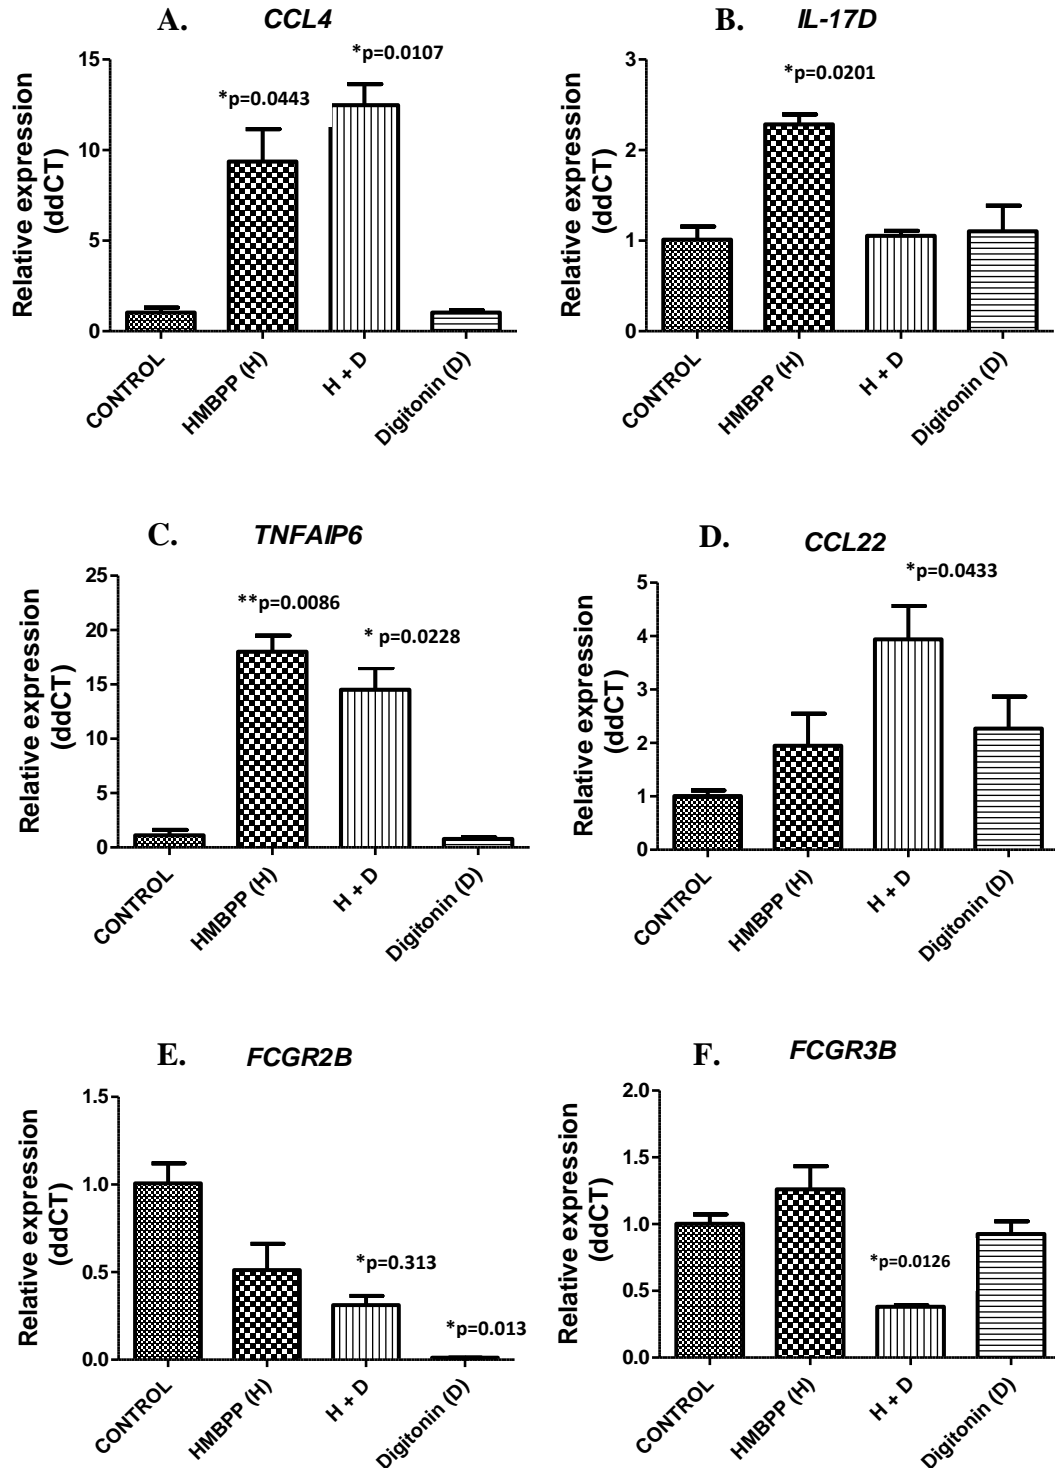 A. CCL4
Relative expression
(ddCT)
15
10
5
0
*p=0.0443
*p=0.0107
CONTROL
HMBPP (H)
H + D
Digitonin (D)
B. IL-17D
Relative expression
(ddCT)
3
2
1
0
*p=0.0201
CONTROL
HMBPP (H)
H + D
Digitonin (D)
C. TNFAIP6
Relative expression
(ddCT)
25
20
15
10
5
0
**p=0.0086
* p=0.0228
CONTROL
HMBPP (H)
H + D
Digitonin (D)
D. CCL22
Relative expression
(ddCT)
5
4
3
2
1
0
*p=0.0433
CONTROL
HMBPP (H)
H + D
Digitonin (D)
E. FCGR2B
Relative expression
(ddCT)
1.5
1.0
0.5
0.0
*p=0.313
*p=0.013
CONTROL
HMBPP (H)
H + D
Digitonin (D)
F. FCGR3B
Relative expression
(ddCT)
2.0
1.5
1.0
0.5
0.0
*p=0.0126
CONTROL
HMBPP (H)
H + D
Digitonin (D)